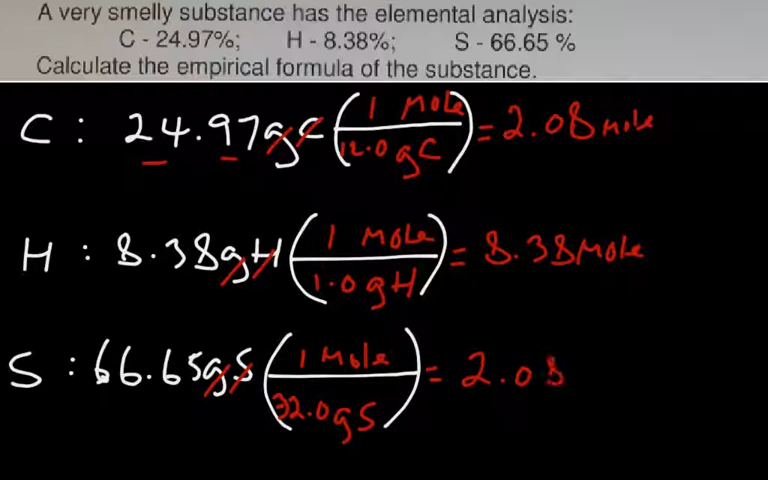 A very smelly substance has the elemental analysis:
C - 24.97%; H - 8.38%; S - 66.65 %
Calculate the empirical formula of the substance.
C : 24.97gC (1 Mole / 12.0gC) = 2.08 mole
H : 8.38gH (1 Mole / 1.0gH) = 8.38Mole
S : 66.65gS (1 Mole / 32.0gS) = 2.08